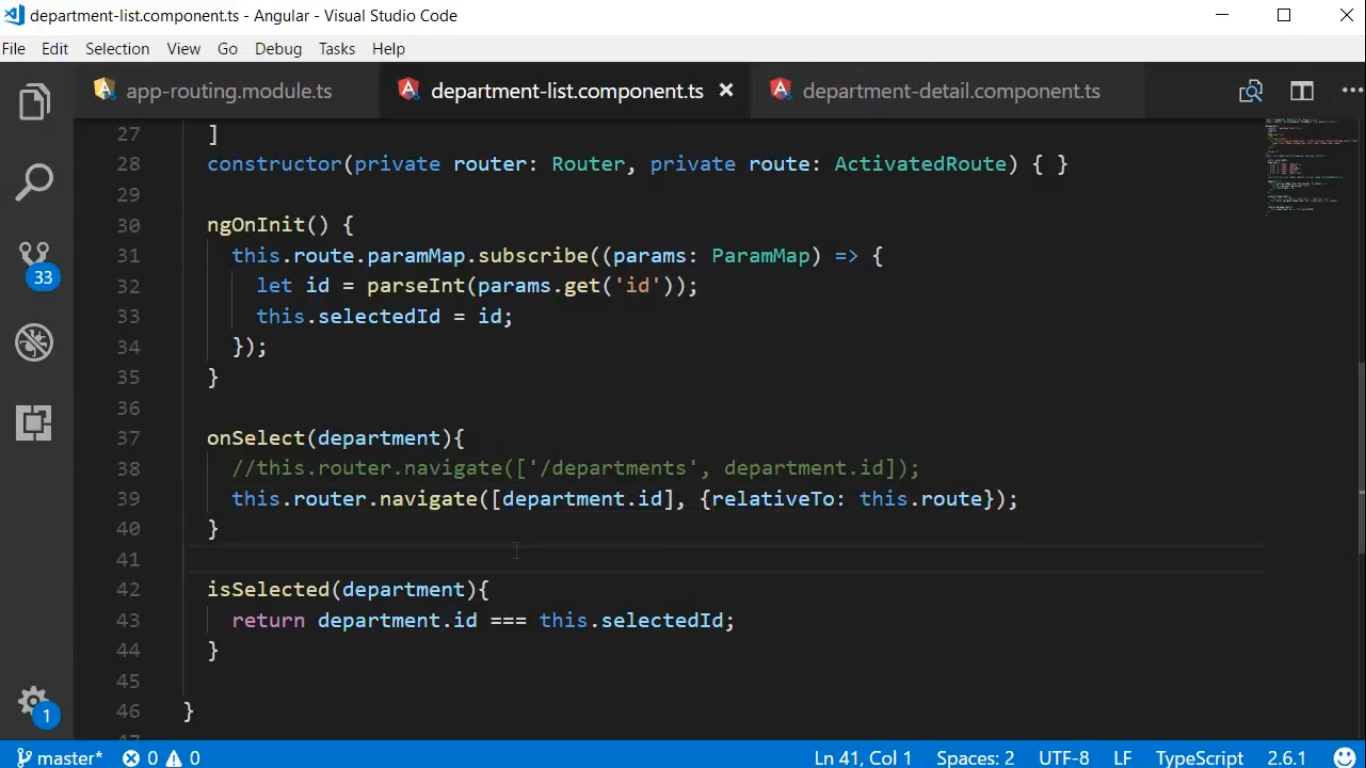 department-list.component.ts - Angular - Visual Studio Code
File Edit Selection View Go Debug Tasks Help
app-routing.module.ts department-list.component.ts × department-detail.component.ts
27 ]
28 constructor(private router: Router, private route: ActivatedRoute) { }
29
30 ngOnInit() {
31 this.route.paramMap.subscribe((params: ParamMap) => {
32 let id = parseInt(params.get('id'));
33 this.selectedId = id;
34 });
35 }
36
37 onSelect(department){
38 //this.router.navigate(['/departments', department.id]);
39 this.router.navigate([department.id], {relativeTo: this.route});
40 }
41
42 isSelected(department){
43 return department.id === this.selectedId;
44 }
45
46 }
33
1
master* 0 0 Ln 41, Col 1 Spaces: 2 UTF-8 LF TypeScript 2.6.1